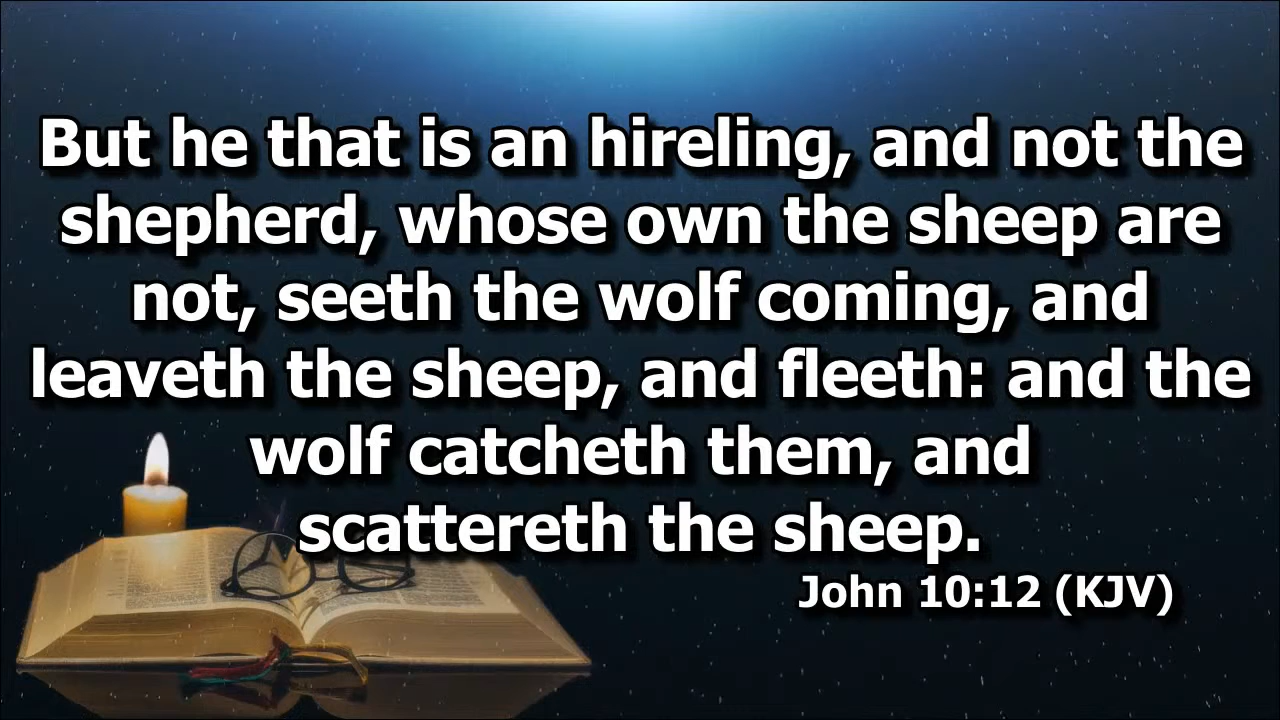 But he that is an hireling, and not the
shepherd, whose own the sheep are
not, seeth the wolf coming, and
leaveth the sheep, and fleeth: and the
wolf catcheth them, and
scattereth the sheep.
John 10:12 (KJV)